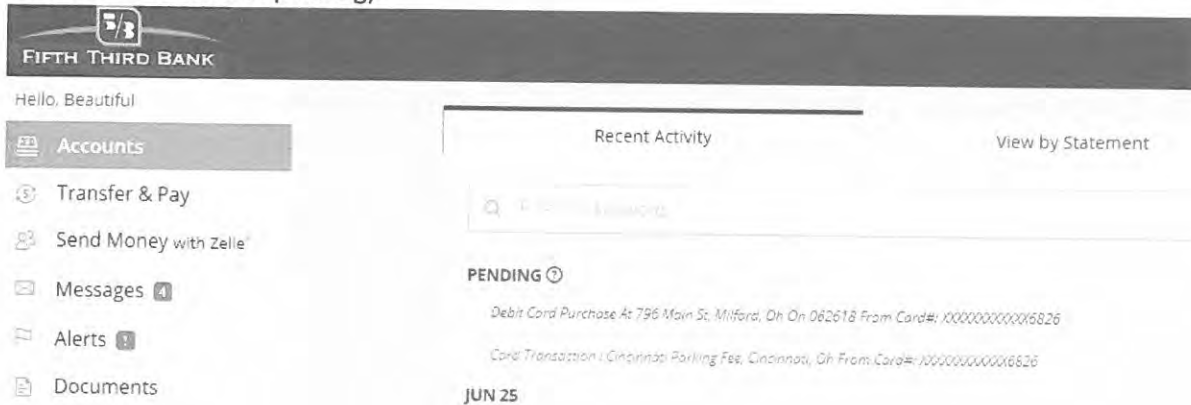 FIFTH THIRD BANK
Hello, Beautiful
Accounts
Transfer & Pay
Send Money with Zelle®
Messages 4
Alerts !
Documents
Recent Activity
View by Statement
PENDING ?
Debit Card Purchase At 796 Main St, Milford, Oh On 062618 From Card#: XXXXXXXXXXXX6826
Card Transaction : Cincinnati Parking Fee, Cincinnati, Oh From Card#: XXXXXXXXXXXX6826
JUN 25